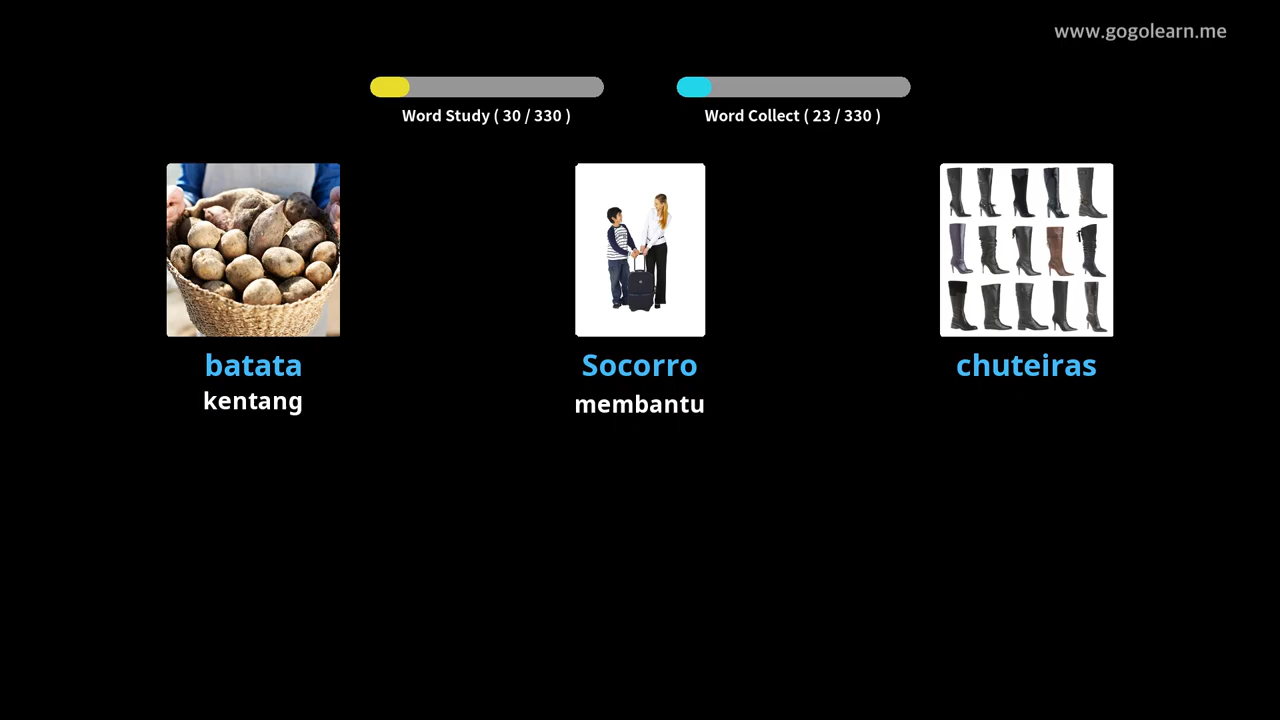 www.gogolearn.me
Word Study ( 30 / 330 )
Word Collect ( 23 / 330 )
batata
kentang
Socorro
membantu
chuteiras